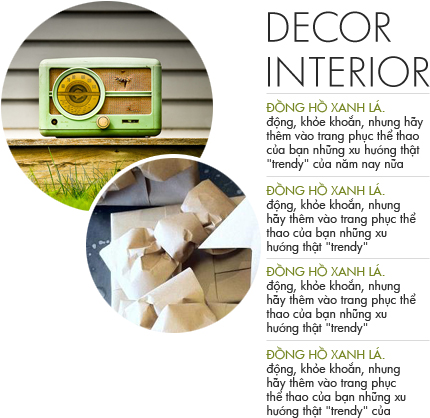 DECOR
INTERIOR
ĐỒNG HỒ XANH LÁ.
động, khỏe khoắn, nhưng hãy
thêm vào trang phục thể thao
của bạn những xu hướng thật
"trendy" của năm nay nữa
ĐỒNG HỒ XANH LÁ.
động, khỏe khoắn, nhưng
hãy thêm vào trang phục thể
thao của bạn những xu
hướng thật "trendy"
ĐỒNG HỒ XANH LÁ.
động, khỏe khoắn, nhưng
hãy thêm vào trang phục thể
thao của bạn những xu
hướng thật "trendy"
ĐỒNG HỒ XANH LÁ.
động, khỏe khoắn, nhưng
hãy thêm vào trang phục
thể thao của bạn những xu
hướng thật "trendy" của